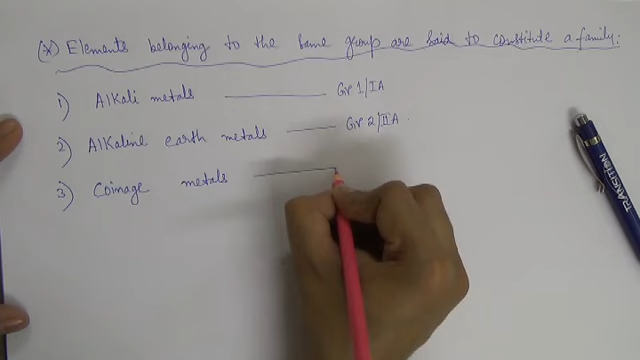 (*) Elements belonging to the same group are said to constitute a family:
1) Alkali metals —— Gr 1/IA
2) Alkaline earth metals —— Gr 2/IIA.
3) Coinage metals ——
TRANSITION